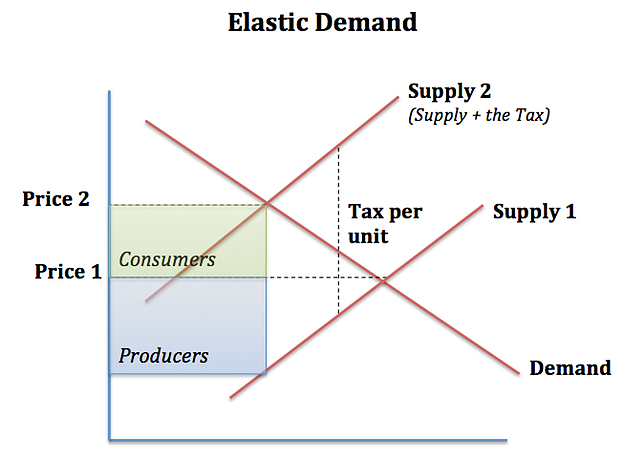 Elastic Demand
Supply 2
(Supply + the Tax)
Price 2
Tax per
unit
Supply 1
Consumers
Price 1
Producers
Demand